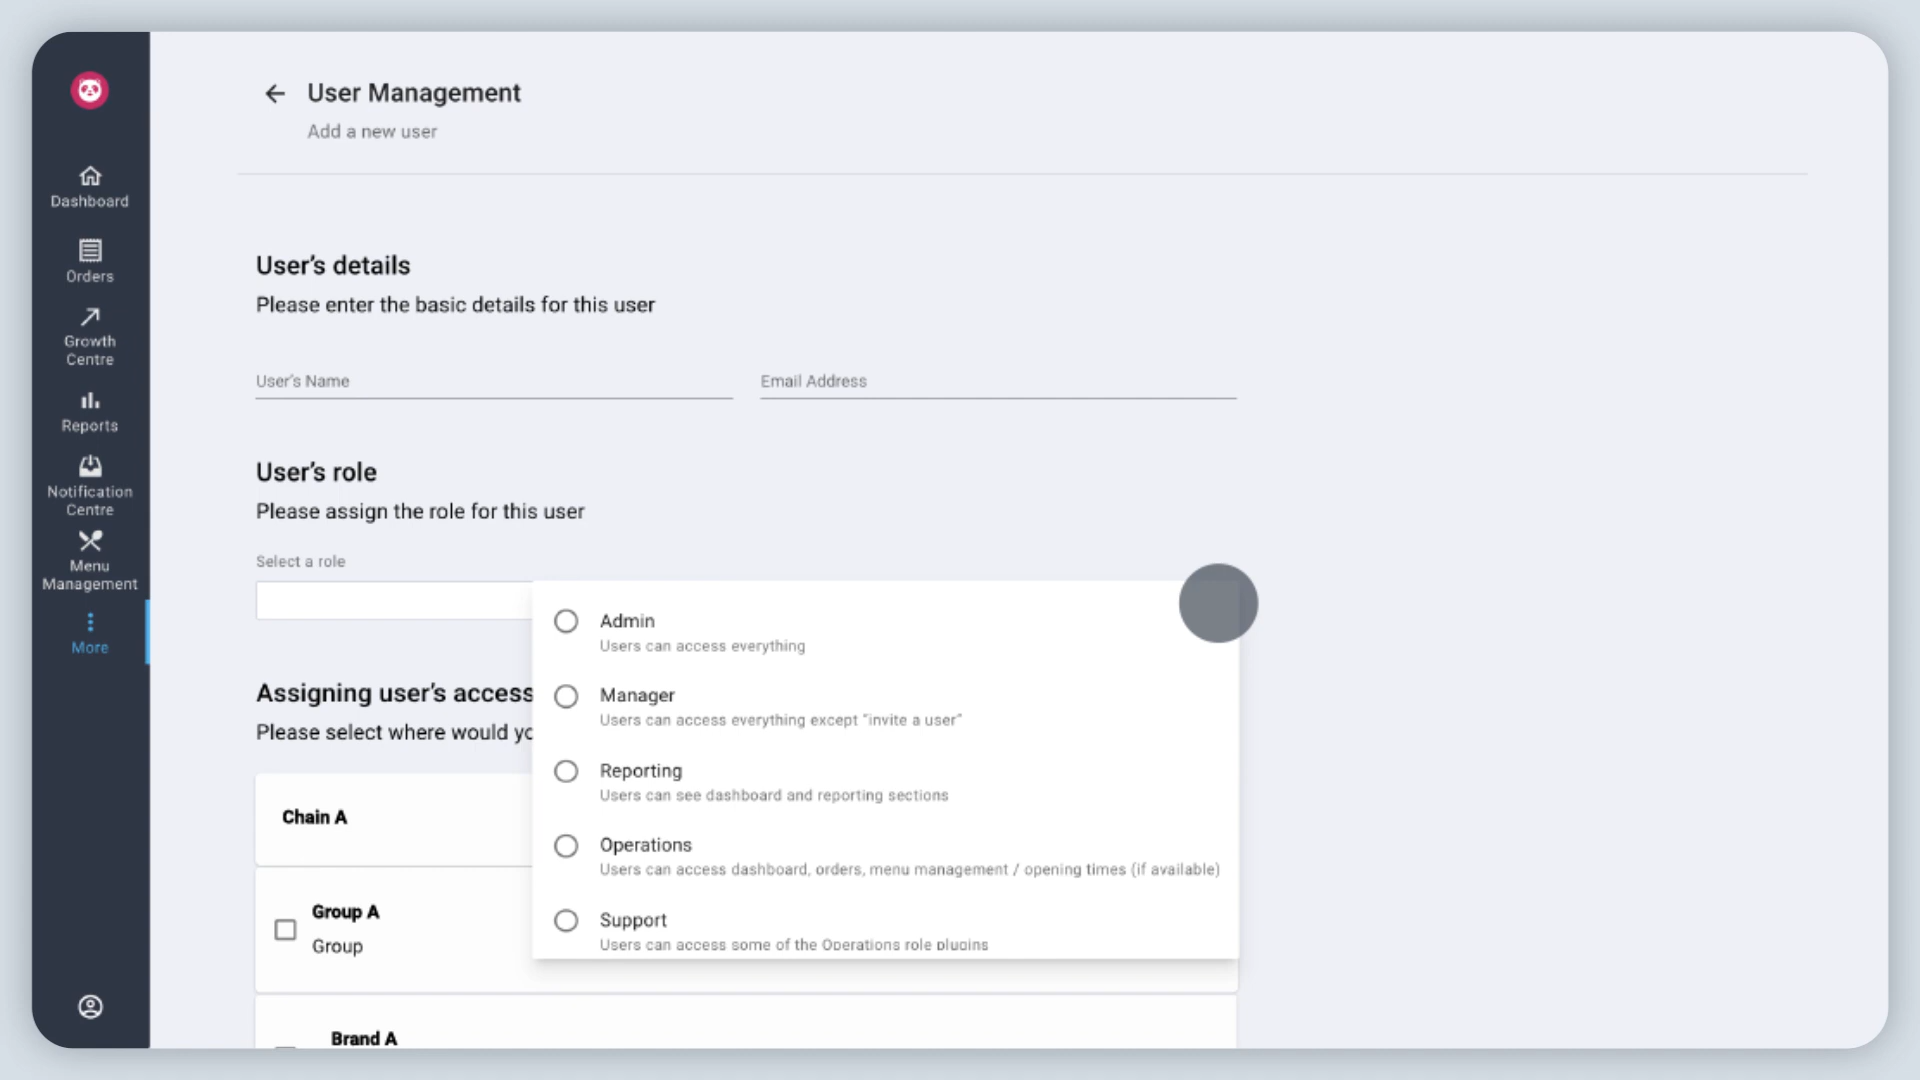 User Management
Add a new user
Dashboard
Orders
Growth
Centre
Reports
Notification
Centre
Menu
Management
More
User's details
Please enter the basic details for this user
User's Name
Email Address
User's role
Please assign the role for this user
Select a role
Admin
Users can access everything
Manager
Users can access everything except "invite a user"
Reporting
Users can see dashboard and reporting sections
Operations
Users can access dashboard, orders, menu management / opening times (if available)
Support
Users can access some of the Operations role plugins
Assigning user's access
Please select where would yo
Chain A
Group A
Group
Brand A